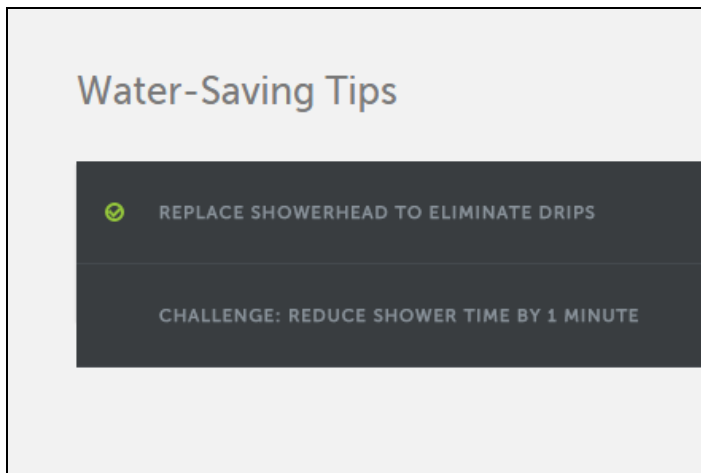 Water-Saving Tips
REPLACE SHOWERHEAD TO ELIMINATE DRIPS
CHALLENGE: REDUCE SHOWER TIME BY 1 MINUTE